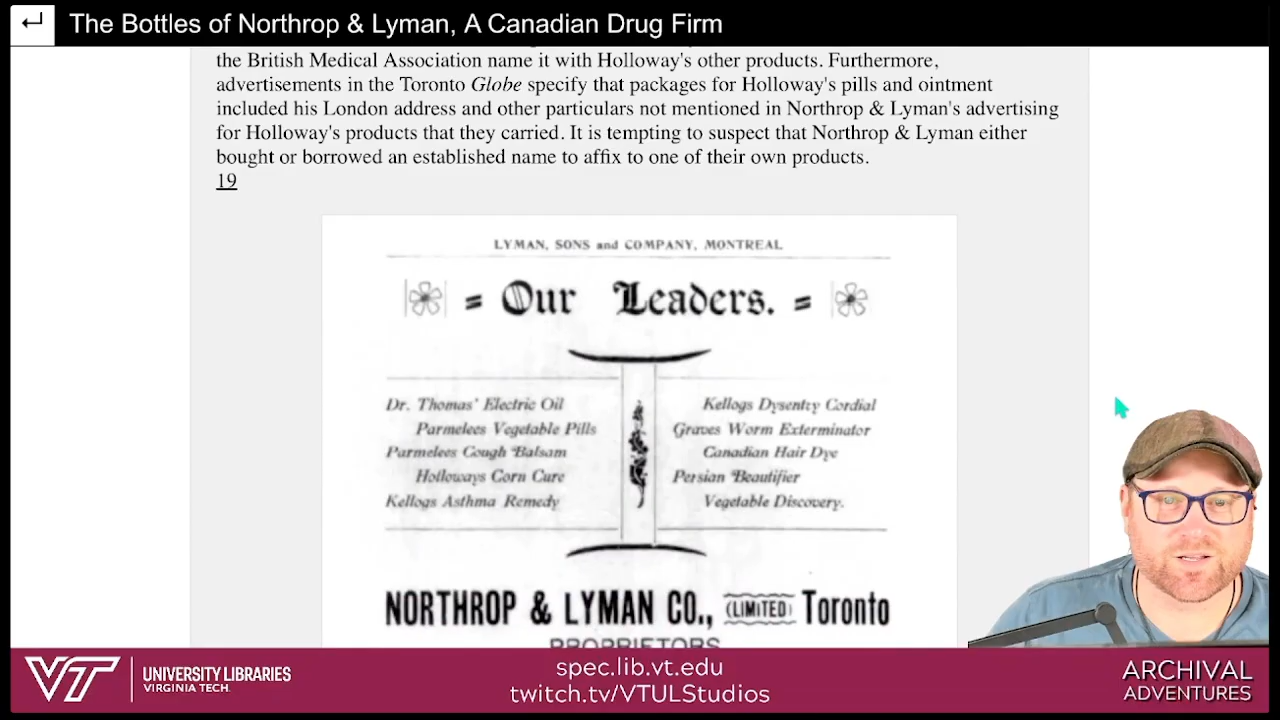 The Bottles of Northrop & Lyman, A Canadian Drug Firm
the British Medical Association name it with Holloway's other products. Furthermore,
advertisements in the Toronto Globe specify that packages for Holloway's pills and ointment
included his London address and other particulars not mentioned in Northrop & Lyman's advertising
for Holloway's products that they carried. It is tempting to suspect that Northrop & Lyman either
bought or borrowed an established name to affix to one of their own products.
19
LYMAN, SONS and COMPANY, MONTREAL
= Our Leaders. =
Dr. Thomas' Electric Oil
Parmelees Vegetable Pills
Parmelees Cough Balsam
Holloways Corn Cure
Kellogs Asthma Remedy
Kellogs Dysentry Cordial
Graves Worm Exterminator
Canadian Hair Dye
Persian Beautifier
Vegetable Discovery.
NORTHROP & LYMAN CO., (LIMITED) Toronto
PROPRIETORS
VT UNIVERSITY LIBRARIES
VIRGINIA TECH.
spec.lib.vt.edu
twitch.tv/VTULStudios
ARCHIVAL
ADVENTURES